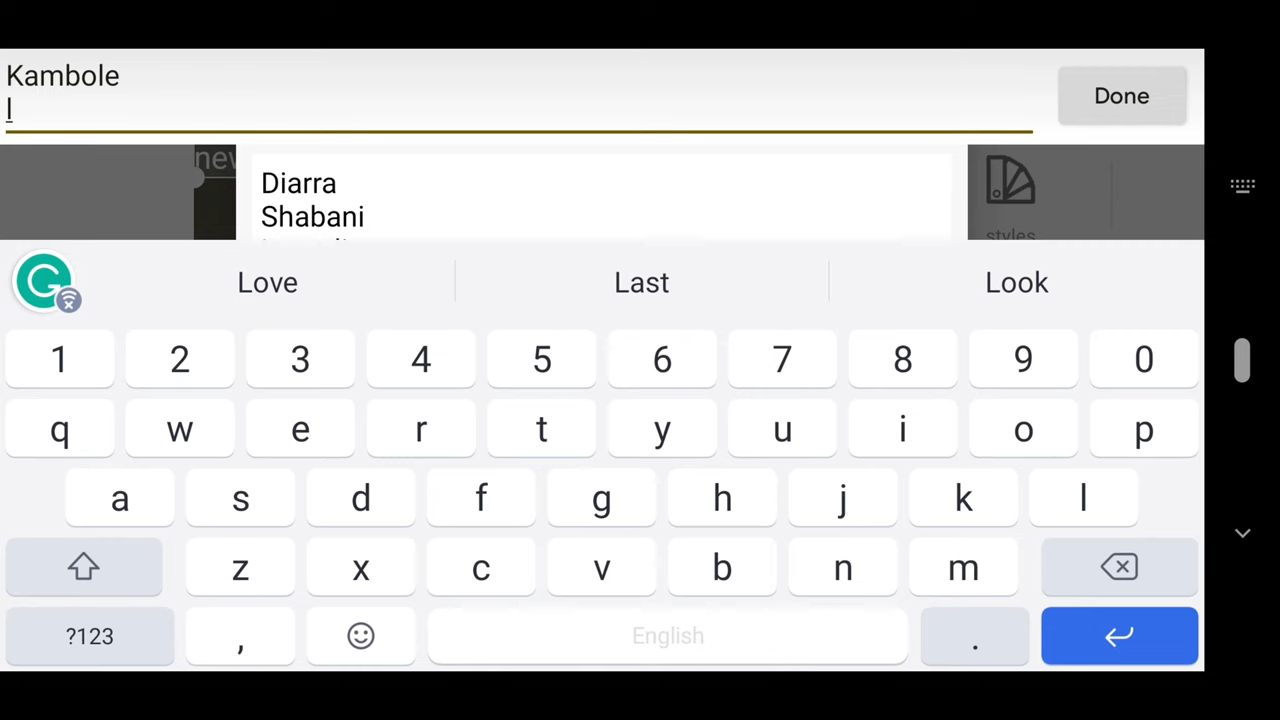 Kambole
l
Done
new
Diarra
Shabani
styles
Love Last Look
1 2 3 4 5 6 7 8 9 0
q w e r t y u i o p
a s d f g h j k l
z x c v b n m
?123 , English .